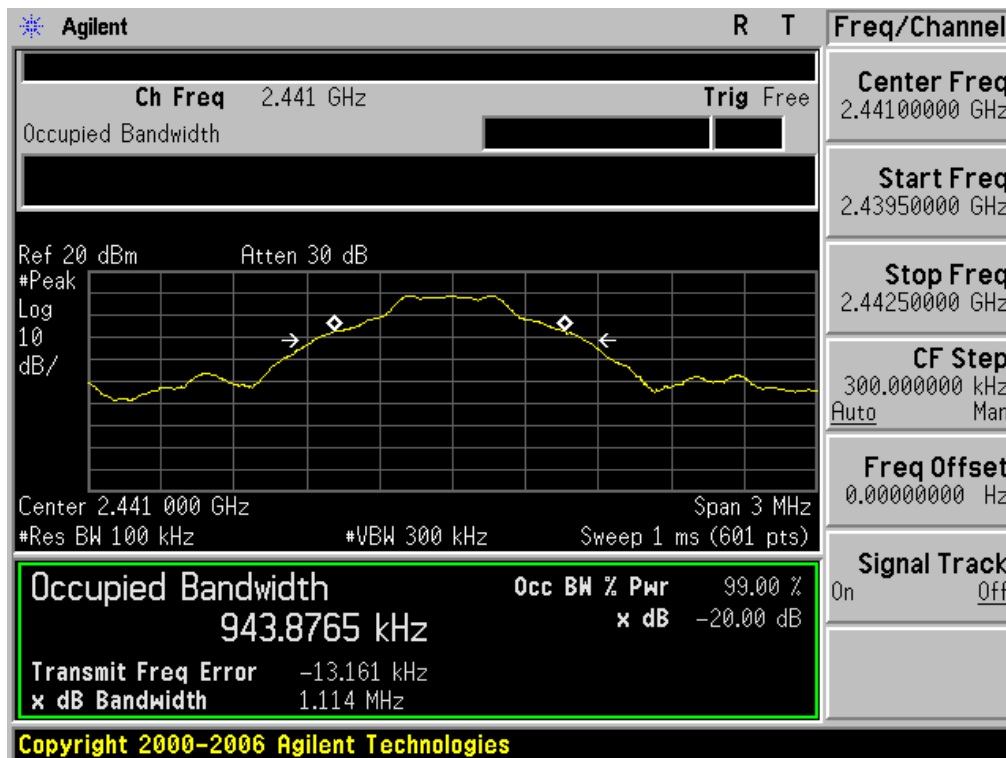 Agilent R T
Ch Freq 2.441 GHz Trig Free
Occupied Bandwidth
Ref 20 dBm Atten 30 dB
#Peak
Log
10
dB/
Center 2.441 000 GHz Span 3 MHz
#Res BW 100 kHz #VBW 300 kHz Sweep 1 ms (601 pts)
Occupied Bandwidth
943.8765 kHz
Occ BW % Pwr 99.00 %
x dB -20.00 dB
Transmit Freq Error -13.161 kHz
x dB Bandwidth 1.114 MHz
Copyright 2000-2006 Agilent Technologies
Freq/Channel
Center Freq
2.44100000 GHz
Start Freq
2.43950000 GHz
Stop Freq
2.44250000 GHz
CF Step
300.000000 kHz
Auto Man
Freq Offset
0.00000000 Hz
Signal Track
On Off